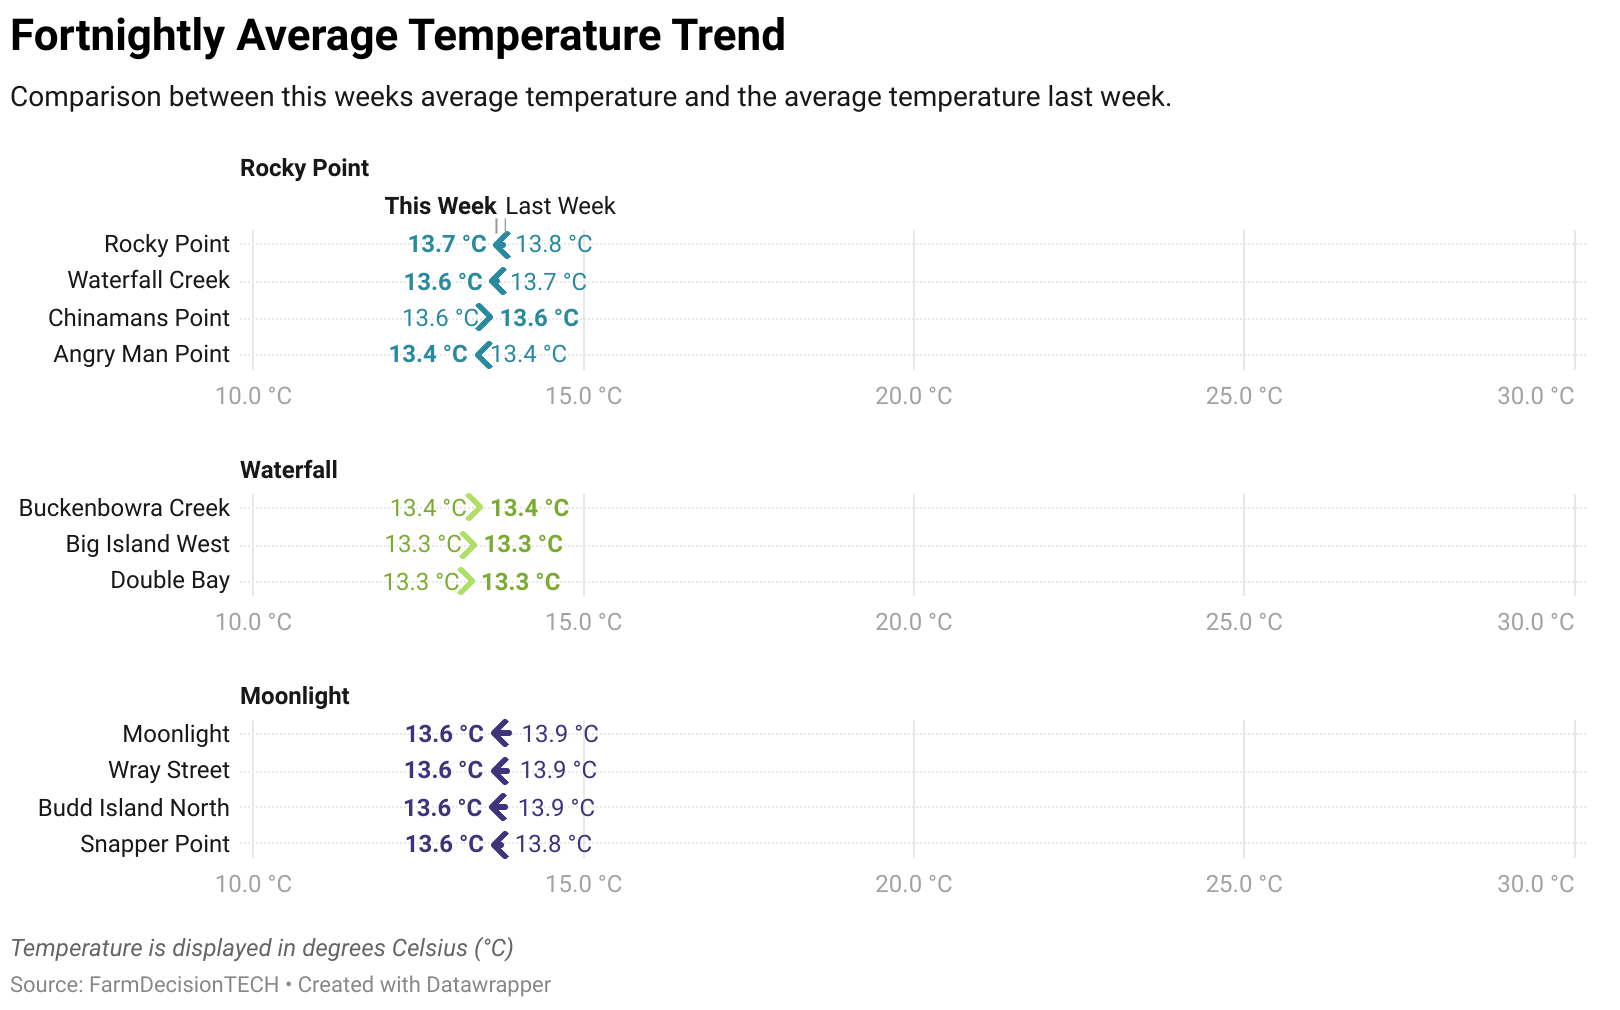 Fortnightly Average Temperature Trend
Comparison between this weeks average temperature and the average temperature last week.
Rocky Point
This Week Last Week
Rocky Point 13.7 °C 13.8 °C
Waterfall Creek 13.6 °C 13.7 °C
Chinamans Point 13.6 °C 13.6 °C
Angry Man Point 13.4 °C 13.4 °C
10.0 °C 15.0 °C 20.0 °C 25.0 °C 30.0 °C
Waterfall
Buckenbowra Creek 13.4 °C 13.4 °C
Big Island West 13.3 °C 13.3 °C
Double Bay 13.3 °C 13.3 °C
10.0 °C 15.0 °C 20.0 °C 25.0 °C 30.0 °C
Moonlight
Moonlight 13.6 °C 13.9 °C
Wray Street 13.6 °C 13.9 °C
Budd Island North 13.6 °C 13.9 °C
Snapper Point 13.6 °C 13.8 °C
10.0 °C 15.0 °C 20.0 °C 25.0 °C 30.0 °C
Temperature is displayed in degrees Celsius (°C)
Source: FarmDecisionTECH • Created with Datawrapper